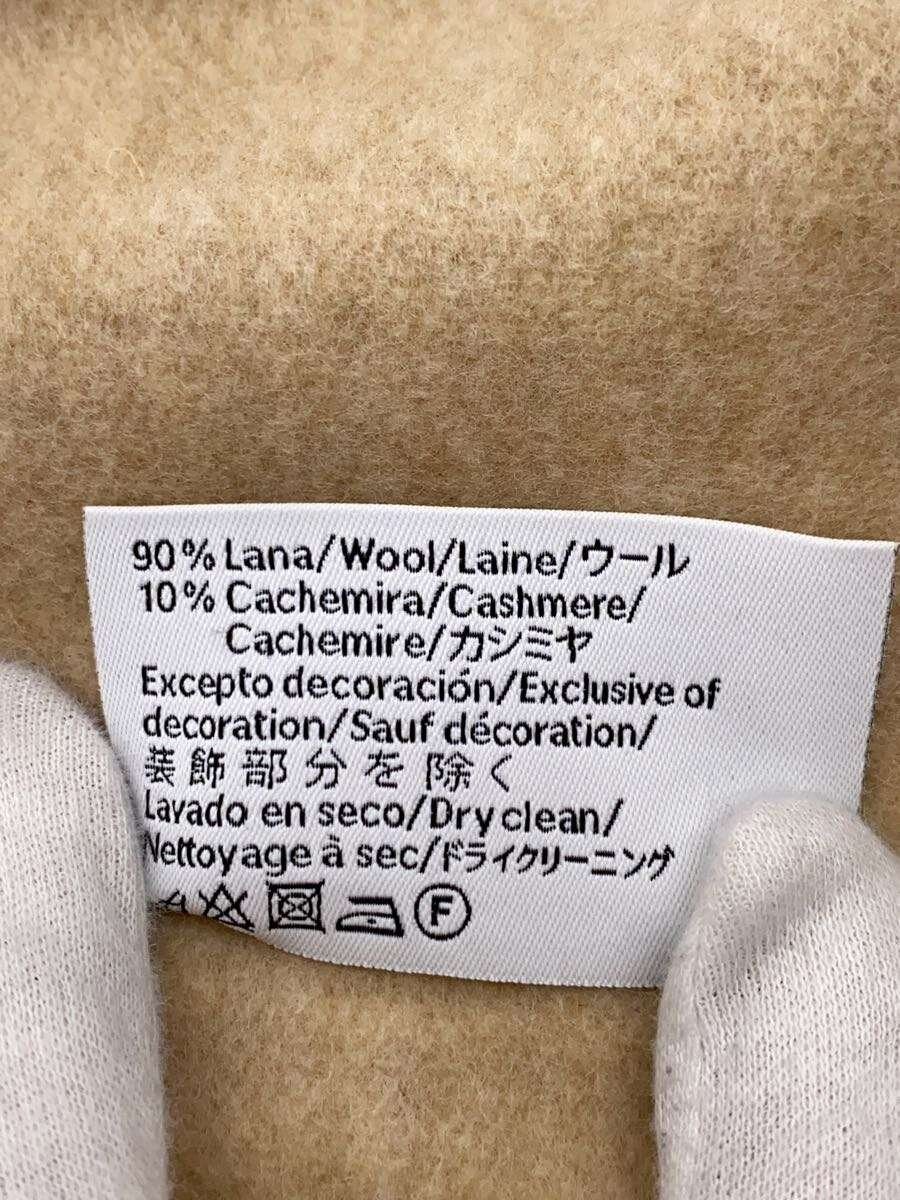 90% Lana/Wool/Laine/ウール
10% Cachemira/Cashmere/
Cachemire/カシミヤ
Excepto decoración/Exclusive of
decoration/Sauf décoration/
装飾部分を除く
Lavado en seco/Dry clean/
Nettoyage à sec/ドライクリーニング
F